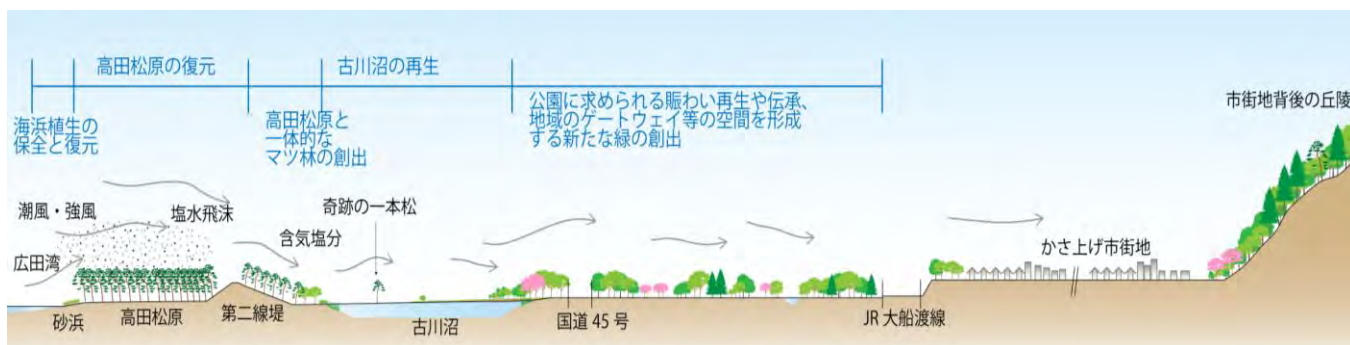 高田松原の復元
古川沼の再生
海浜植生の
保全と復元
高田松原と
一体的な
マツ林の創出
公園に求められる賑わい再生や伝承、
地域のゲートウェイ等の空間を形成
する新たな緑の創出
市街地背後の丘陵
潮風・強風
塩水飛沫
奇跡の一本松
含気塩分
広田湾
かさ上げ市街地
砂浜
高田松原
第二線堤
古川沼
国道 45 号
JR 大船渡線